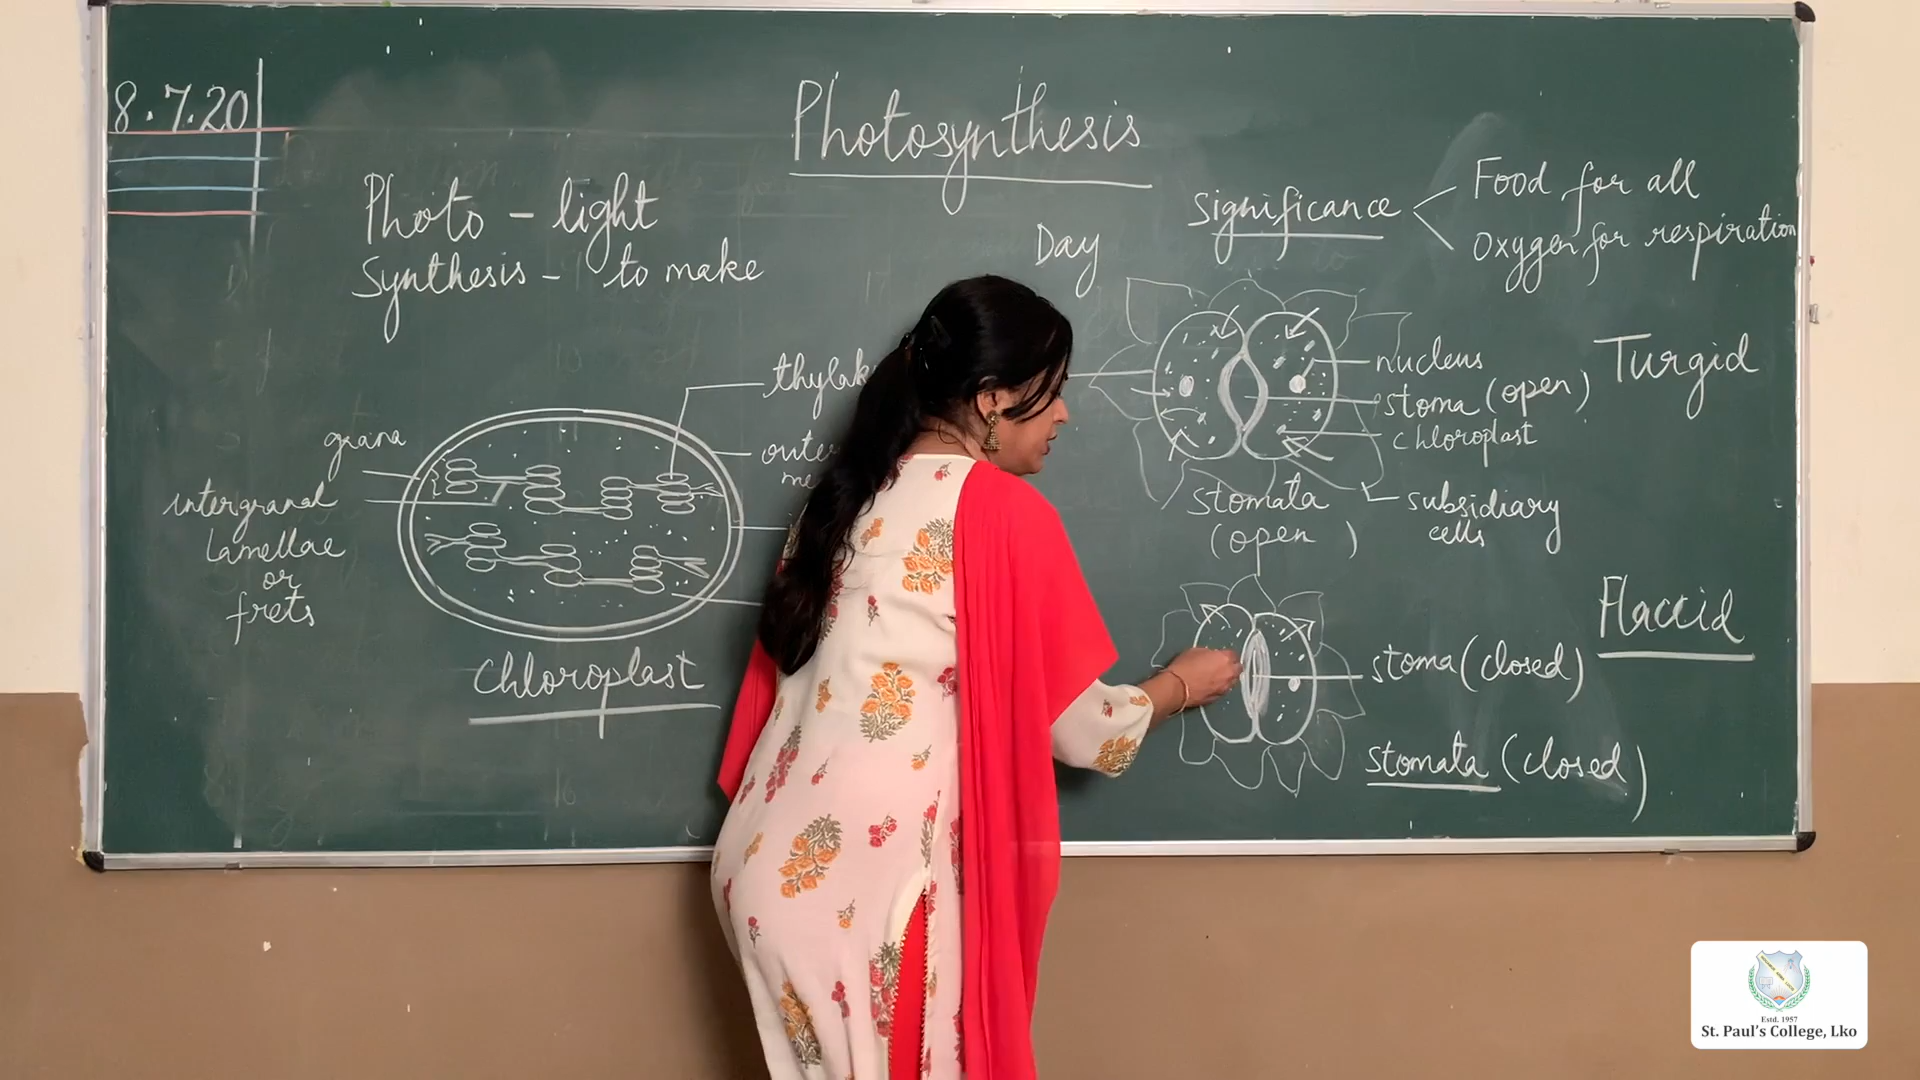 8.7.20
Photosynthesis
Photo - light
Synthesis - to make
Significance
Food for all
Oxygen for respiration
Day
grana
intergranal
lamellae
or
frets
chloroplast
nucleus
stoma (open)
chloroplast
Turgid
stomata
(open)
subsidiary
cells
Flaccid
stoma (closed)
stomata (closed)
Estd. 1957
St. Paul's College, Lko